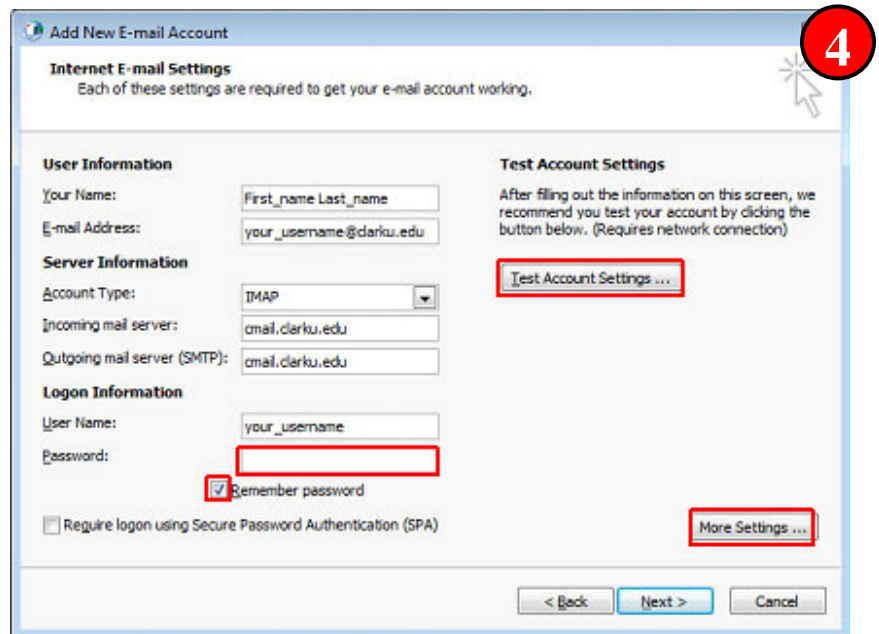 Add New E-mail Account
4
Internet E-mail Settings
Each of these settings are required to get your e-mail account working.
User Information
Your Name:
First_name Last_name
E-mail Address:
your_username@clarku.edu
Server Information
Account Type:
IMAP
Incoming mail server:
cmail.clarku.edu
Outgoing mail server (SMTP):
cmail.clarku.edu
Logon Information
User Name:
your_username
Password:
Remember password
Require logon using Secure Password Authentication (SPA)
Test Account Settings
After filling out the information on this screen, we
recommend you test your account by clicking the
button below. (Requires network connection)
Test Account Settings ...
More Settings ...
< Back
Next >
Cancel